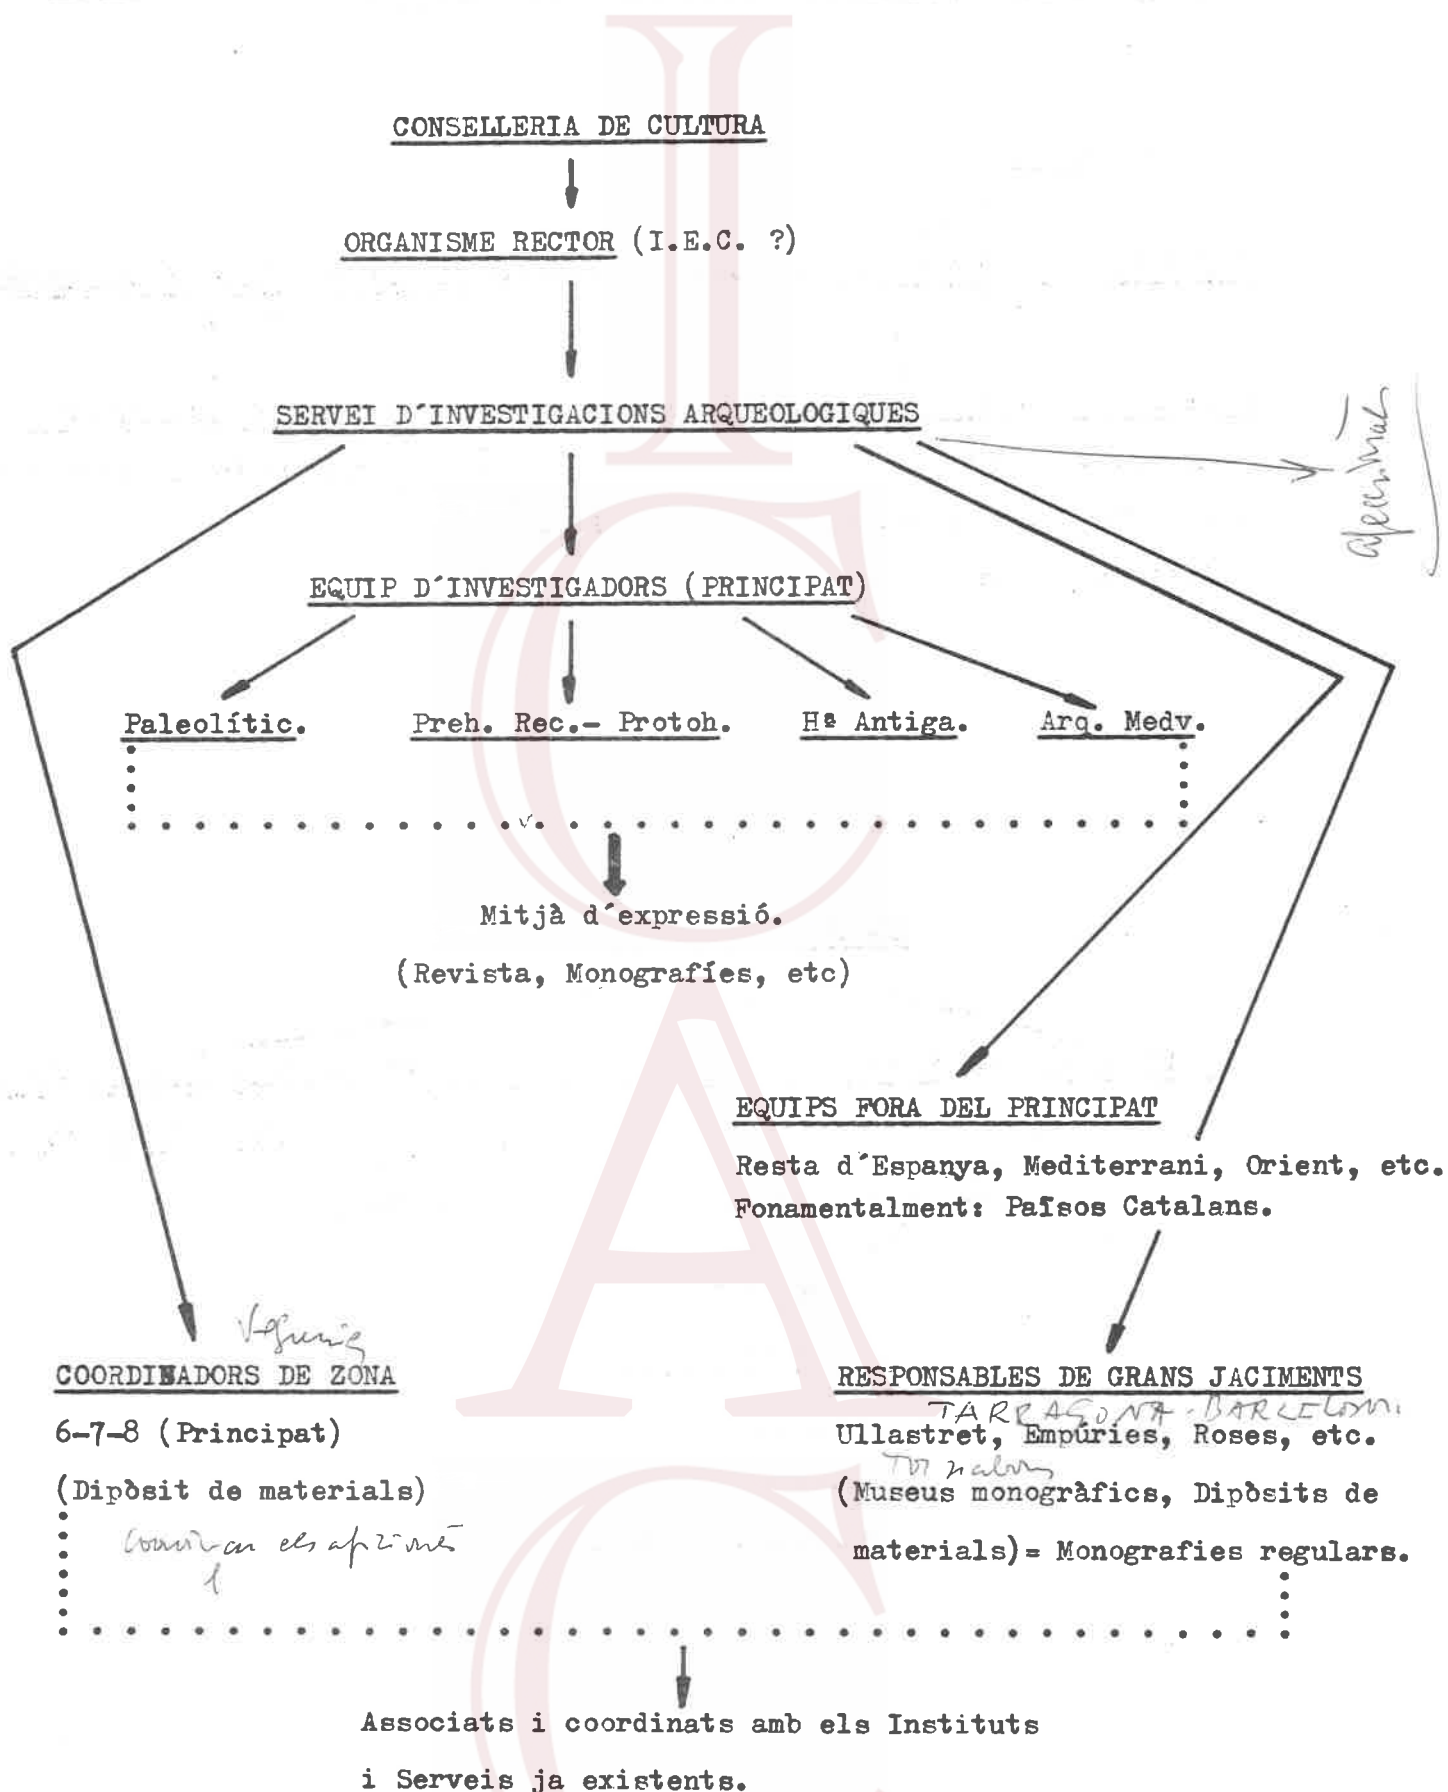 CONSELLERIA DE CULTURA
ORGANISME RECTOR (I.E.C. ?)
SERVEI D´INVESTIGACIONS ARQUEOLOGIQUES
EQUIP D´INVESTIGADORS (PRINCIPAT)
Paleolític. Preh. Rec.- Protoh. Hª Antiga. Arq. Medv.
Mitjà d´expressió.
(Revista, Monografíes, etc)
EQUIPS FORA DEL PRINCIPAT
Resta d´Espanya, Mediterrani, Orient, etc.
Fonamentalment: Països Catalans.
COORDINADORS DE ZONA
6-7-8 (Principat)
(Dipòsit de materials)
els
RESPONSABLES DE GRANS JACIMENTS
TARRAGONA - BARCELONA
Ullastret, Empúries, Roses, etc.
(Museus monogràfics, Dipòsits de
materials)= Monografies regulars.
Associats i coordinats amb els Instituts
i Serveis ja existents.
ICAC